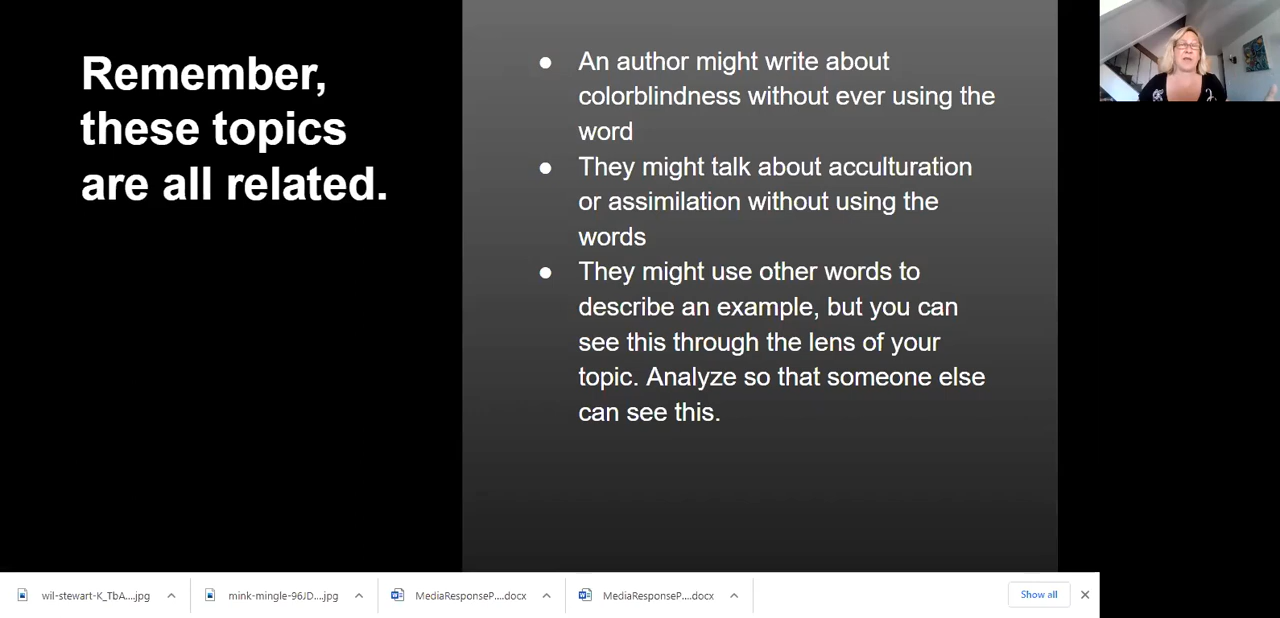 Remember,
these topics
are all related.
● An author might write about
colorblindness without ever using the
word
● They might talk about acculturation
or assimilation without using the
words
● They might use other words to
describe an example, but you can
see this through the lens of your
topic. Analyze so that someone else
can see this.
wil-stewart-K_TbA....jpg
mink-mingle-96JD....jpg
MediaResponseP....docx
MediaResponseP....docx
Show all